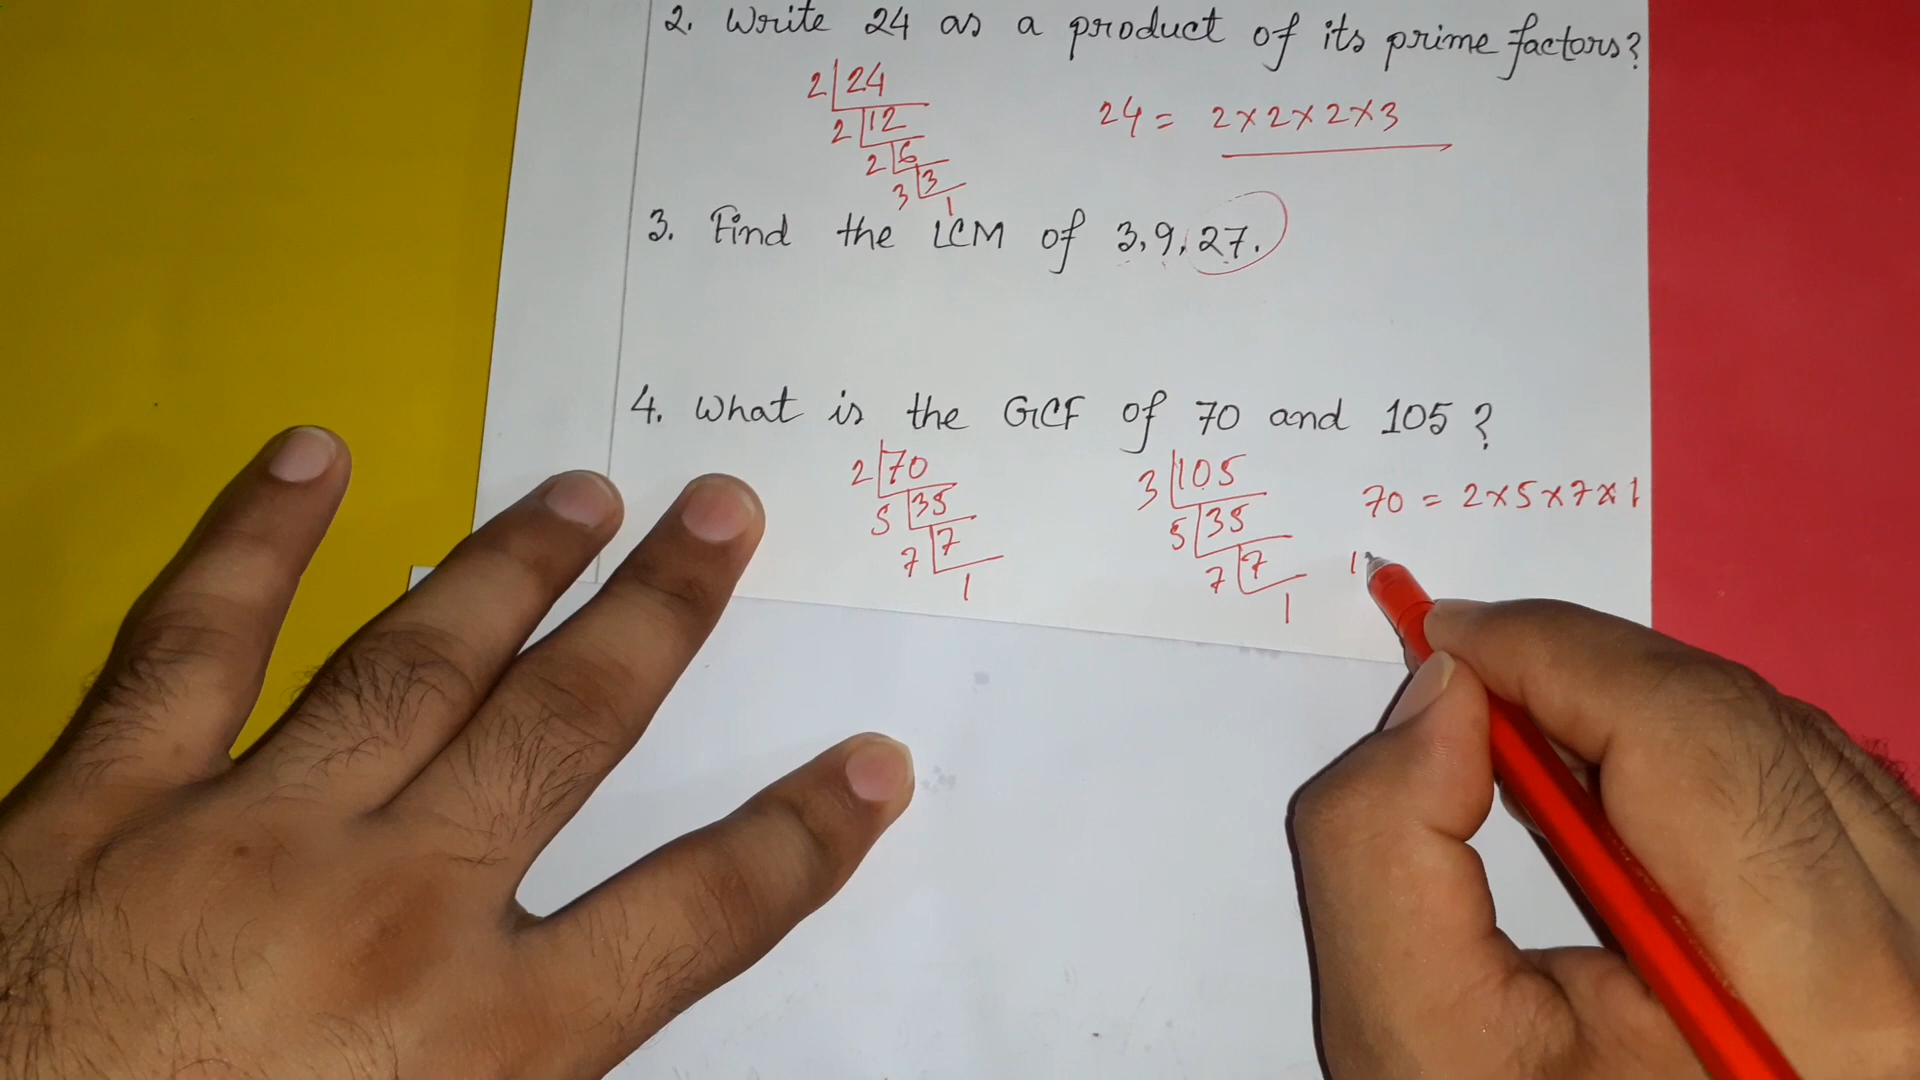 2. Write 24 as a product of its prime factors?
2 24
2 12
2 6
3 3
1
24 = 2×2×2×3
3. Find the LCM of 3, 9, 27.
4. What is the GCF of 70 and 105?
2 70
5 35
7 7
1
3 105
5 35
7 7
1
70 = 2×5×7×1
1